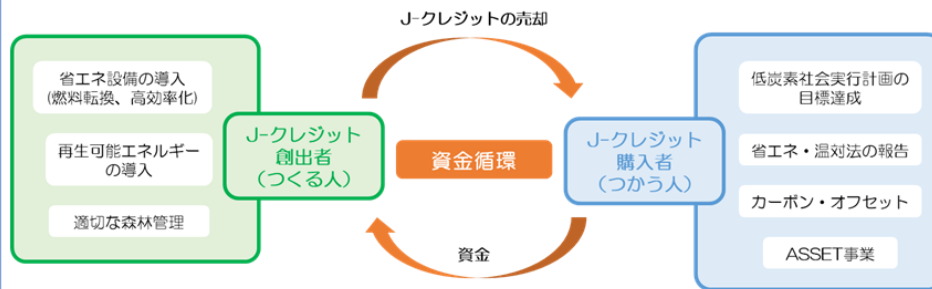 J-クレジットの売却
省エネ設備の導入
(燃料転換、高効率化)
再生可能エネルギー
の導入
適切な森林管理
J-クレジット
創出者
(つくる人)
資金循環
J-クレジット
購入者
(つかう人)
低炭素社会実行計画の
目標達成
省エネ・温対法の報告
カーボン・オフセット
ASSET事業
資金